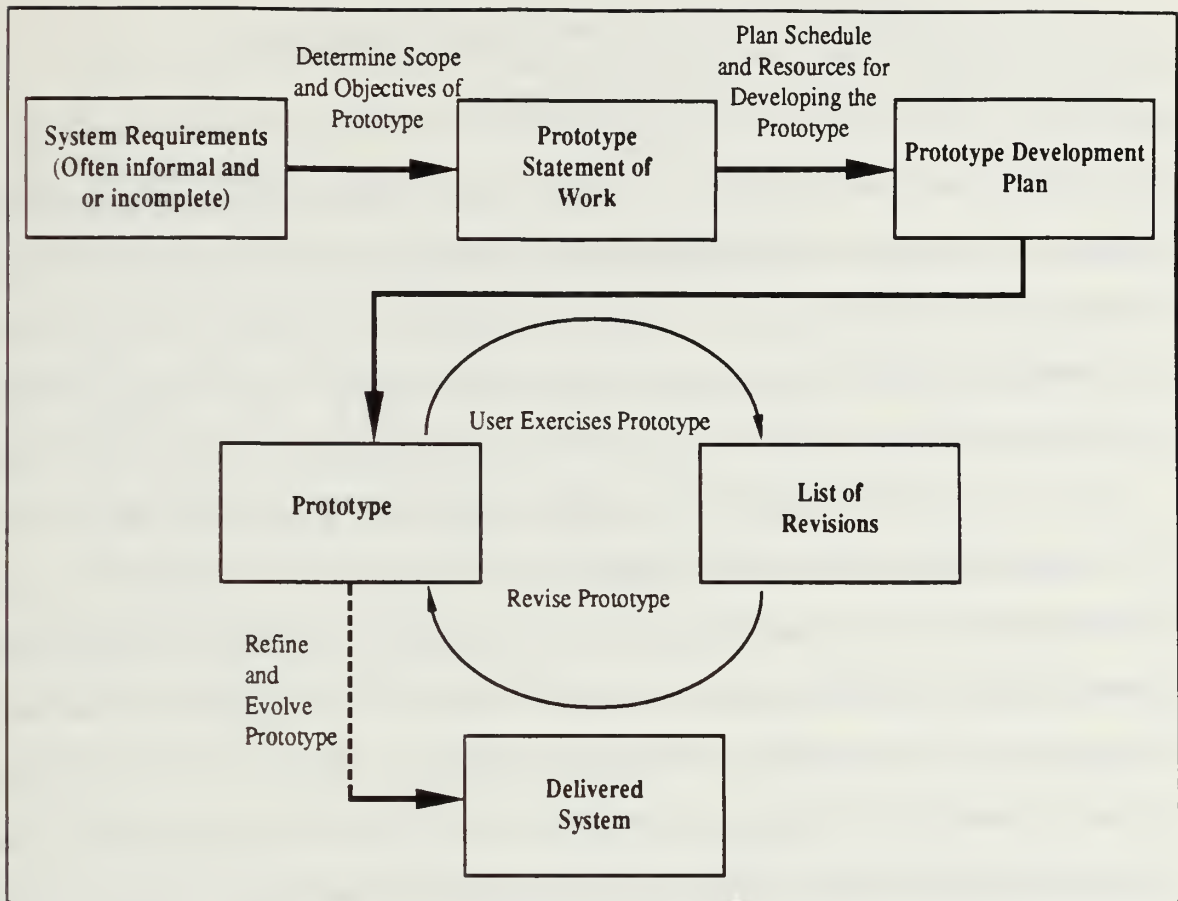 Determine Scope
and Objectives of
Prototype
Plan Schedule
and Resources for
Developing the
Prototype
System Requirements
(Often informal and
or incomplete)
Prototype
Statement of
Work
Prototype Development
Plan
User Exercises Prototype
Prototype
List of
Revisions
Revise Prototype
Refine
and
Evolve
Prototype
Delivered
System